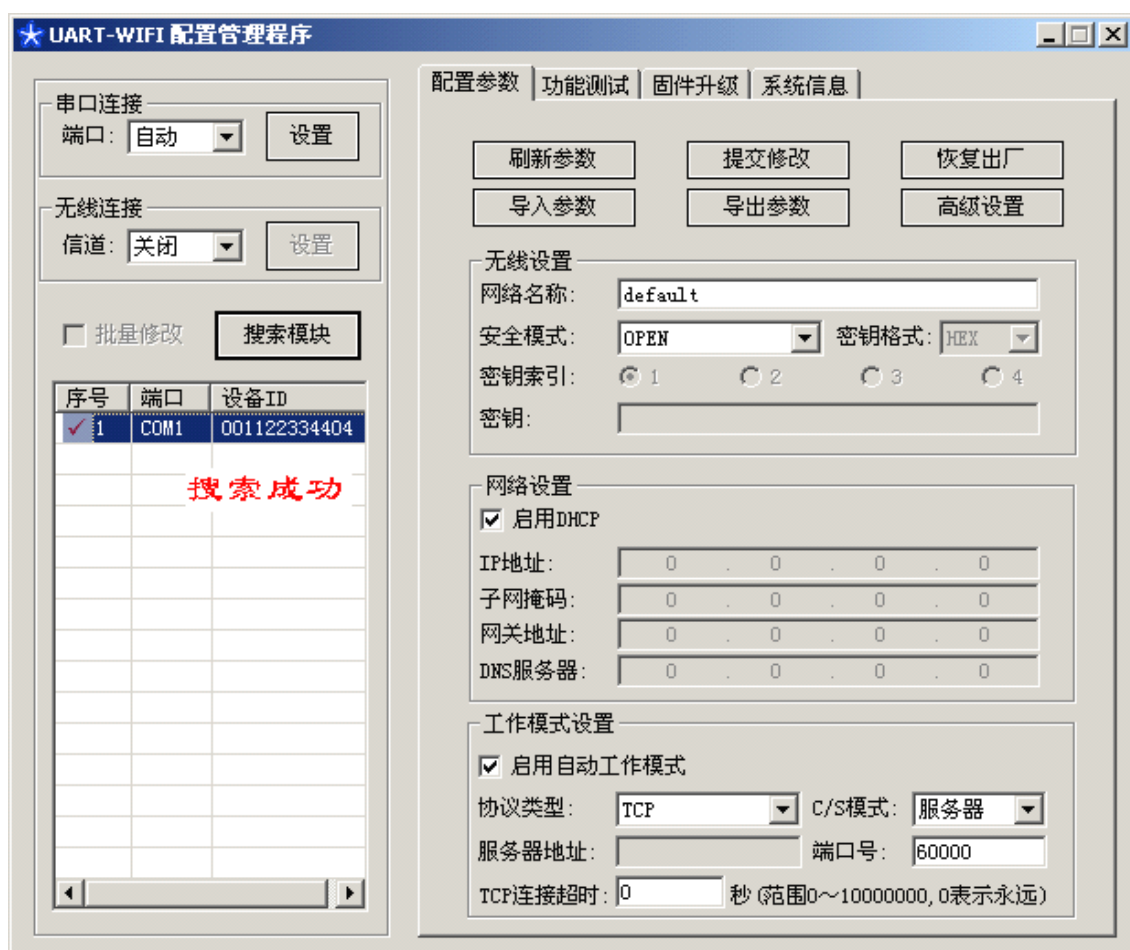 UART-WIFI 配置管理程序
串口连接
端口: 自动 设置
无线连接
信道: 关闭 设置
批量修改 搜索模块
序号 端口 设备ID
1 COM1 001122334404
搜索成功
配置参数 功能测试 固件升级 系统信息
刷新参数 提交修改 恢复出厂
导入参数 导出参数 高级设置
无线设置
网络名称: default
安全模式: OPEN 密钥格式: HEX
密钥索引: 1 2 3 4
密钥:
网络设置
启用DHCP
IP地址: 0 . 0 . 0 . 0
子网掩码: 0 . 0 . 0 . 0
网关地址: 0 . 0 . 0 . 0
DNS服务器: 0 . 0 . 0 . 0
工作模式设置
启用自动工作模式
协议类型: TCP C/S模式: 服务器
服务器地址: 端口号: 60000
TCP连接超时: 0 秒(范围0～10000000,0表示永远)